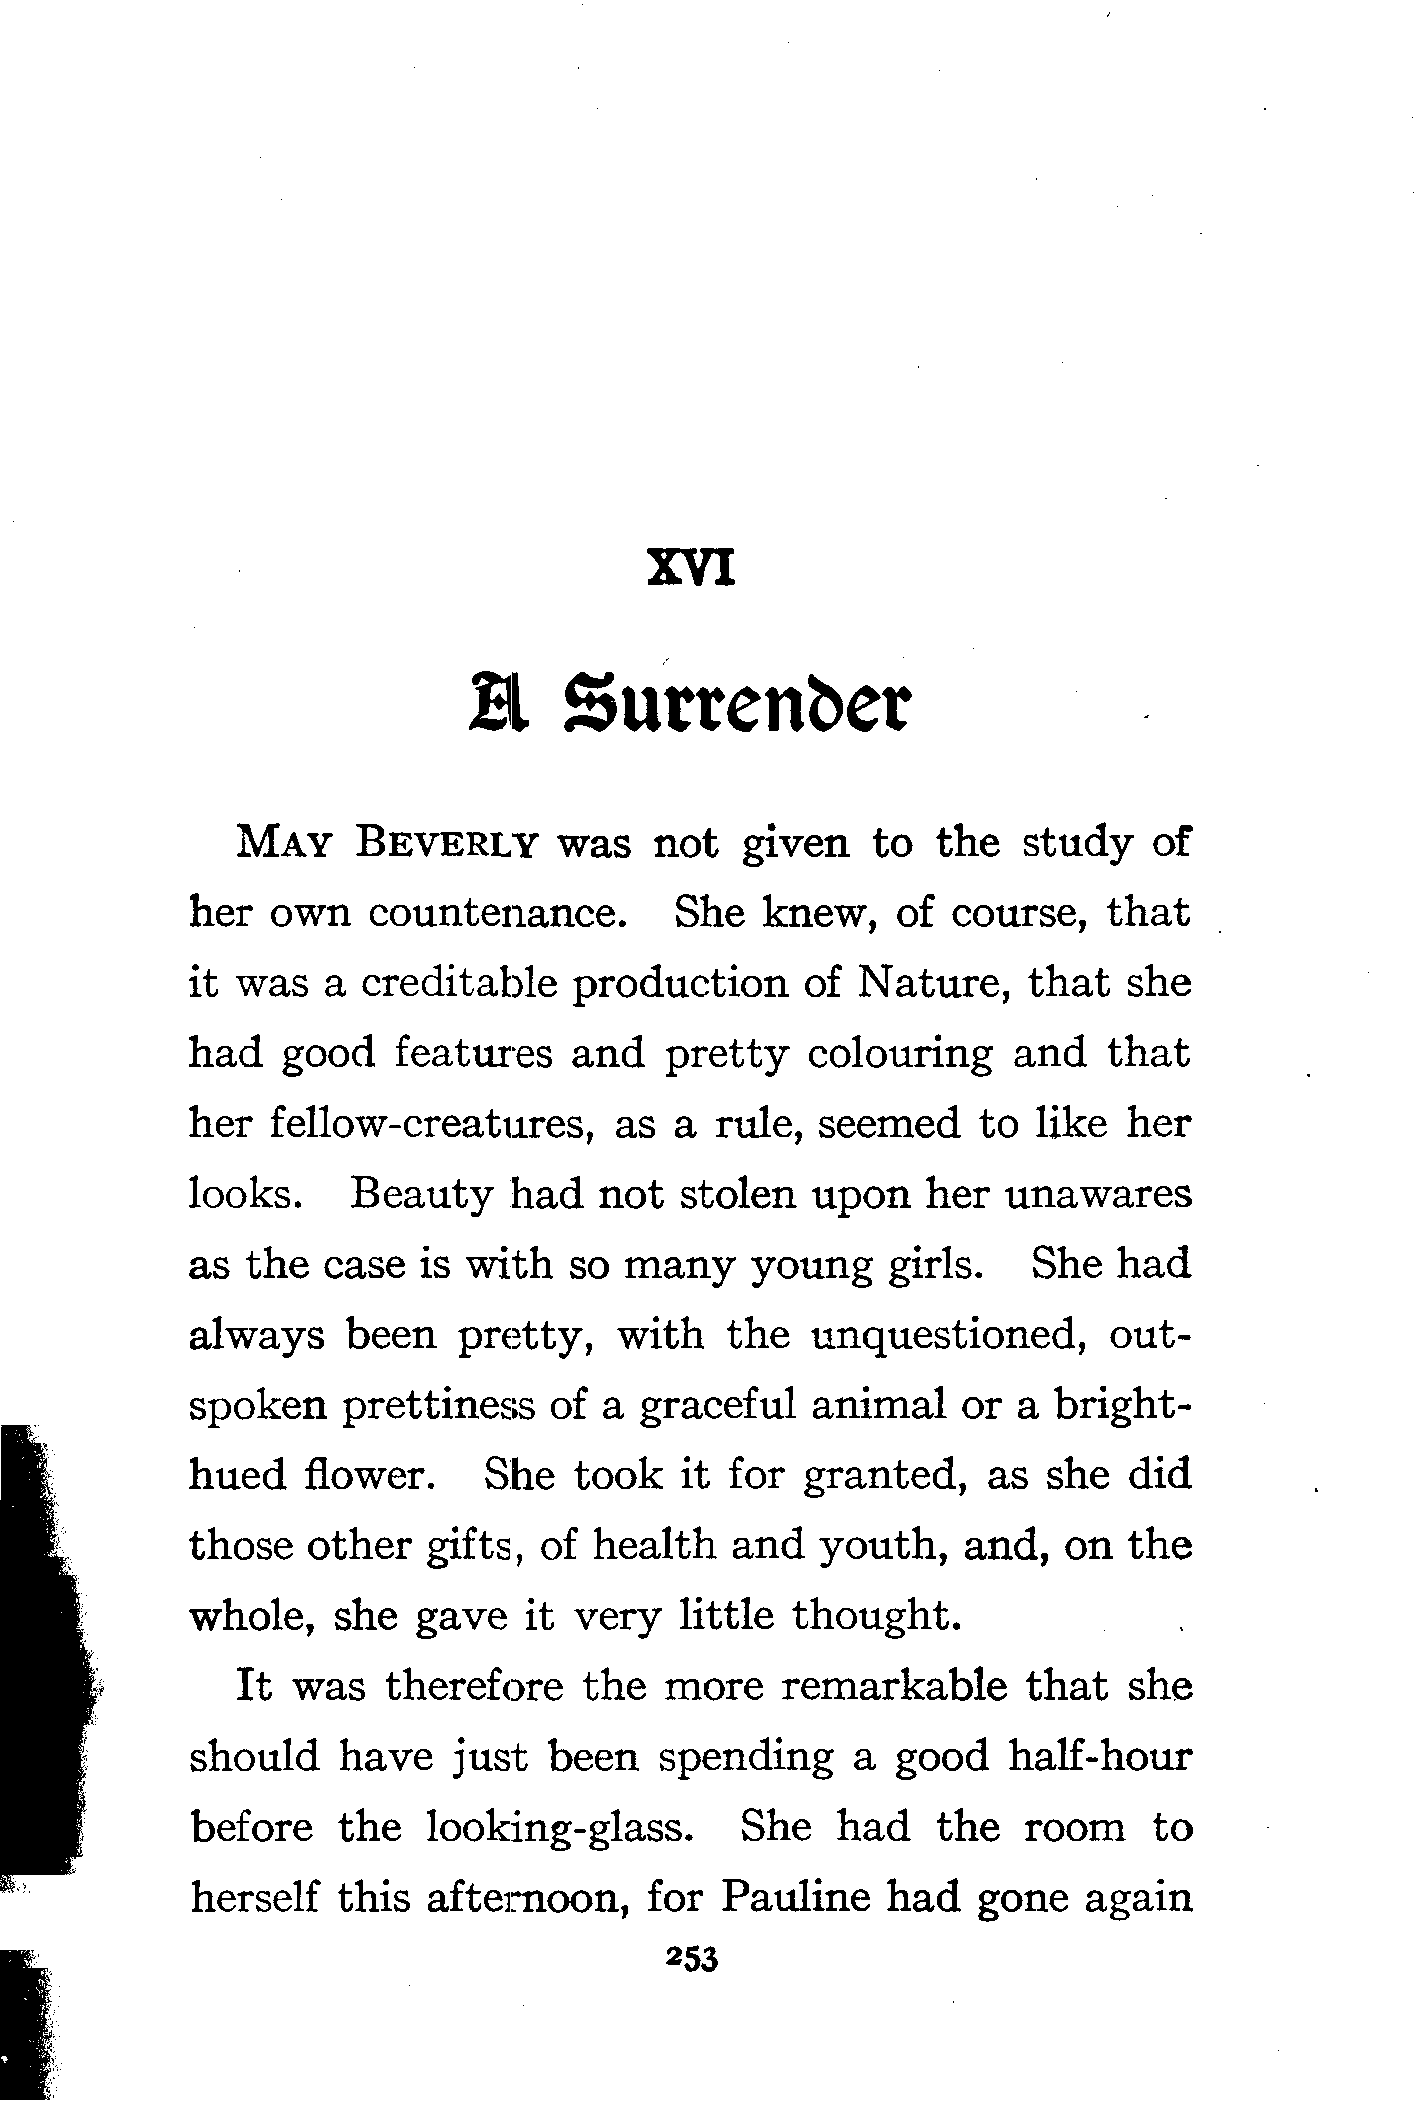 XVI
A Surrender
MAY BEVERLY was not given to the study of
her own countenance. She knew, of course, that
it was a creditable production of Nature, that she
had good features and pretty colouring and that
her fellow-creatures, as a rule, seemed to like her
looks. Beauty had not stolen upon her unawares
as the case is with so many young girls. She had
always been pretty, with the unquestioned, out-
spoken prettiness of a graceful animal or a bright-
hued flower. She took it for granted, as she did
those other gifts, of health and youth, and, on the
whole, she gave it very little thought.
It was therefore the more remarkable that she
should have just been spending a good half-hour
before the looking-glass. She had the room to
herself this afternoon, for Pauline had gone again
253